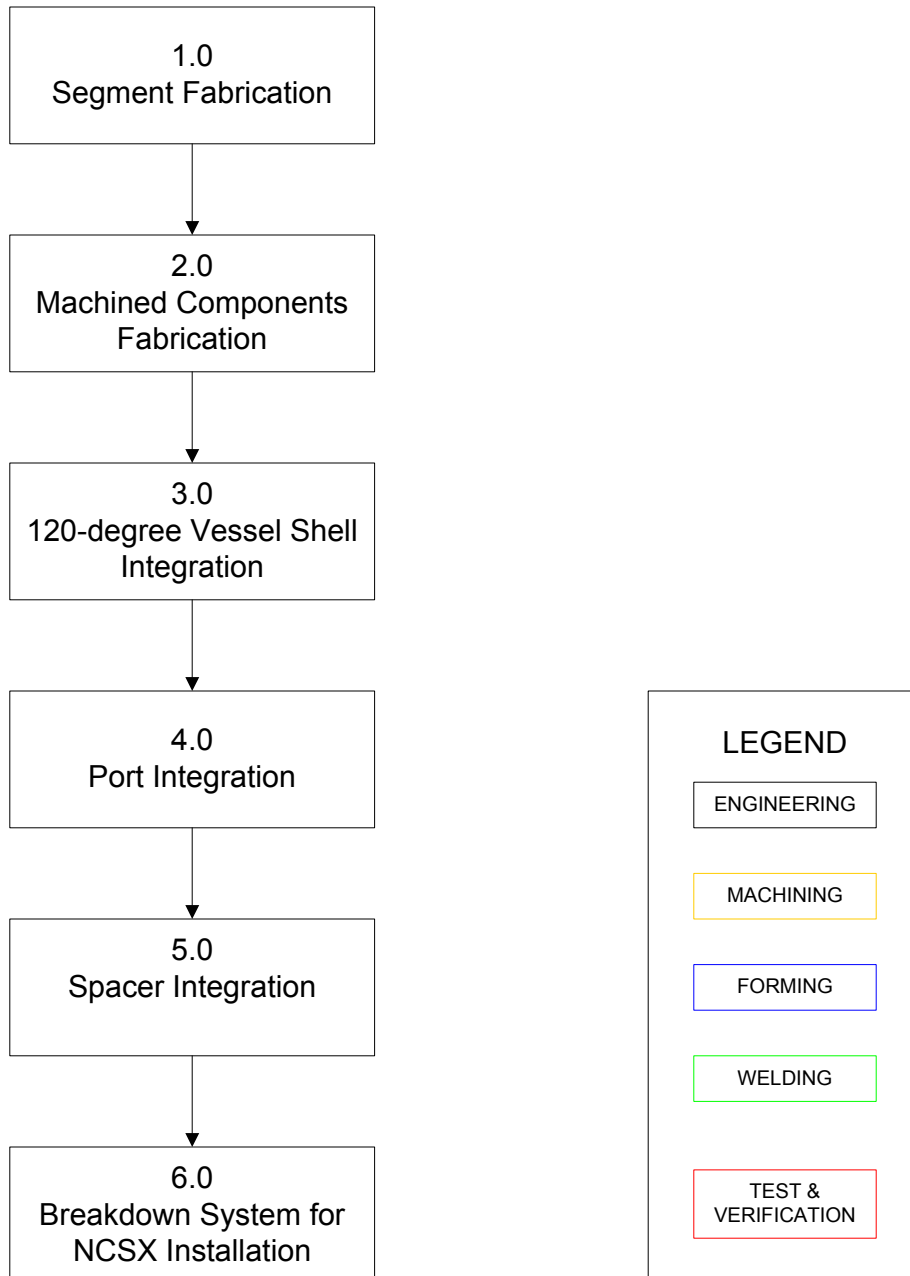 1.0
Segment Fabrication
2.0
Machined Components
Fabrication
3.0
120-degree Vessel Shell
Integration
4.0
Port Integration
5.0
Spacer Integration
6.0
Breakdown System for
NCSX Installation
LEGEND
ENGINEERING
MACHINING
FORMING
WELDING
TEST &
VERIFICATION